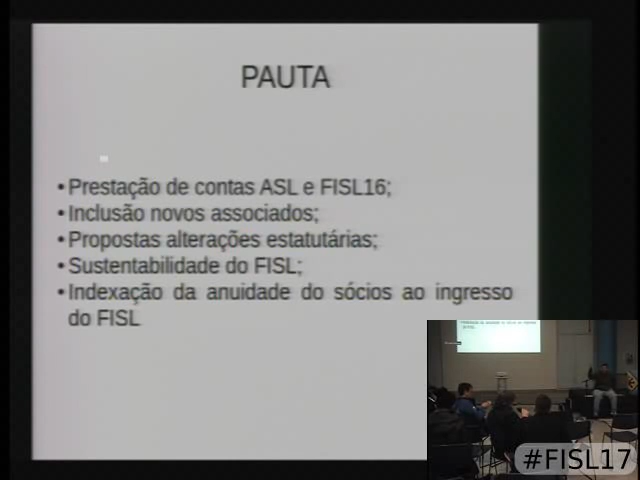 PAUTA
• Prestação de contas ASL e FISL16;
• Inclusão novos associados;
• Propostas alterações estatutárias;
• Sustentabilidade do FISL;
• Indexação da anuidade do sócios ao ingresso
do FISL
#FISL17